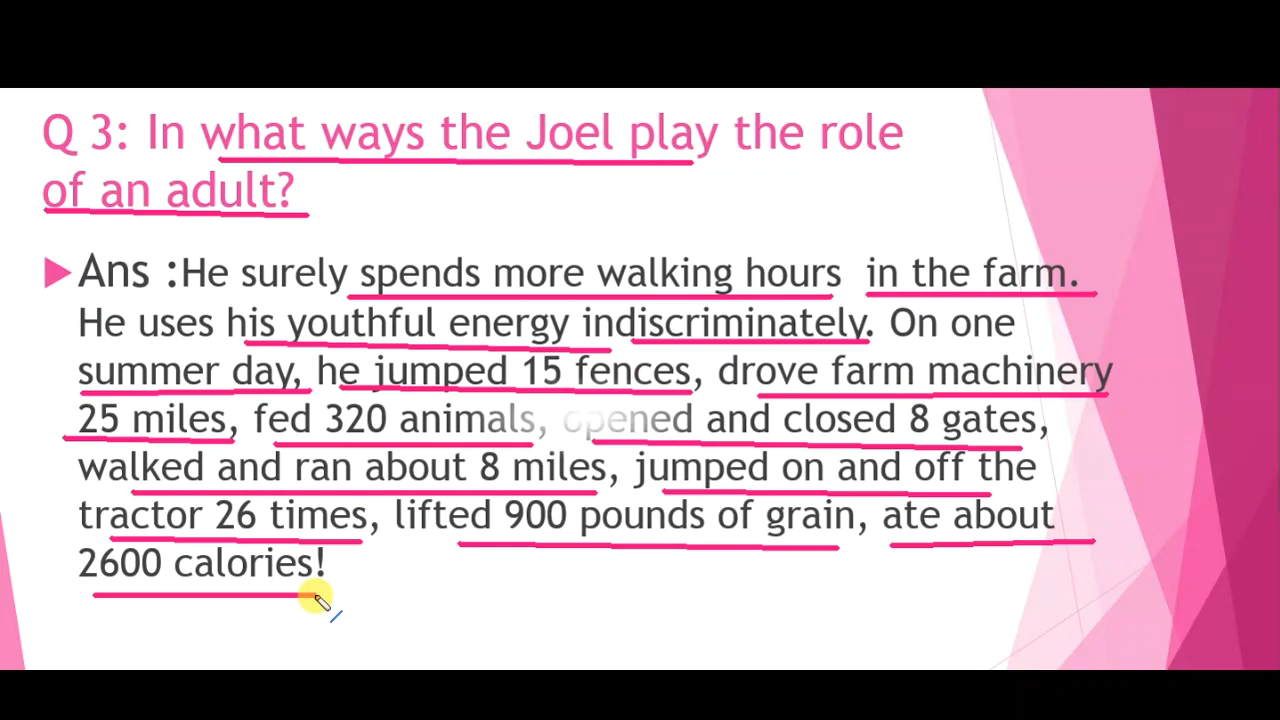 Q 3: In what ways the Joel play the role
of an adult?
Ans :He surely spends more walking hours in the farm.
He uses his youthful energy indiscriminately. On one
summer day, he jumped 15 fences, drove farm machinery
25 miles, fed 320 animals, opened and closed 8 gates,
walked and ran about 8 miles, jumped on and off the
tractor 26 times, lifted 900 pounds of grain, ate about
2600 calories!